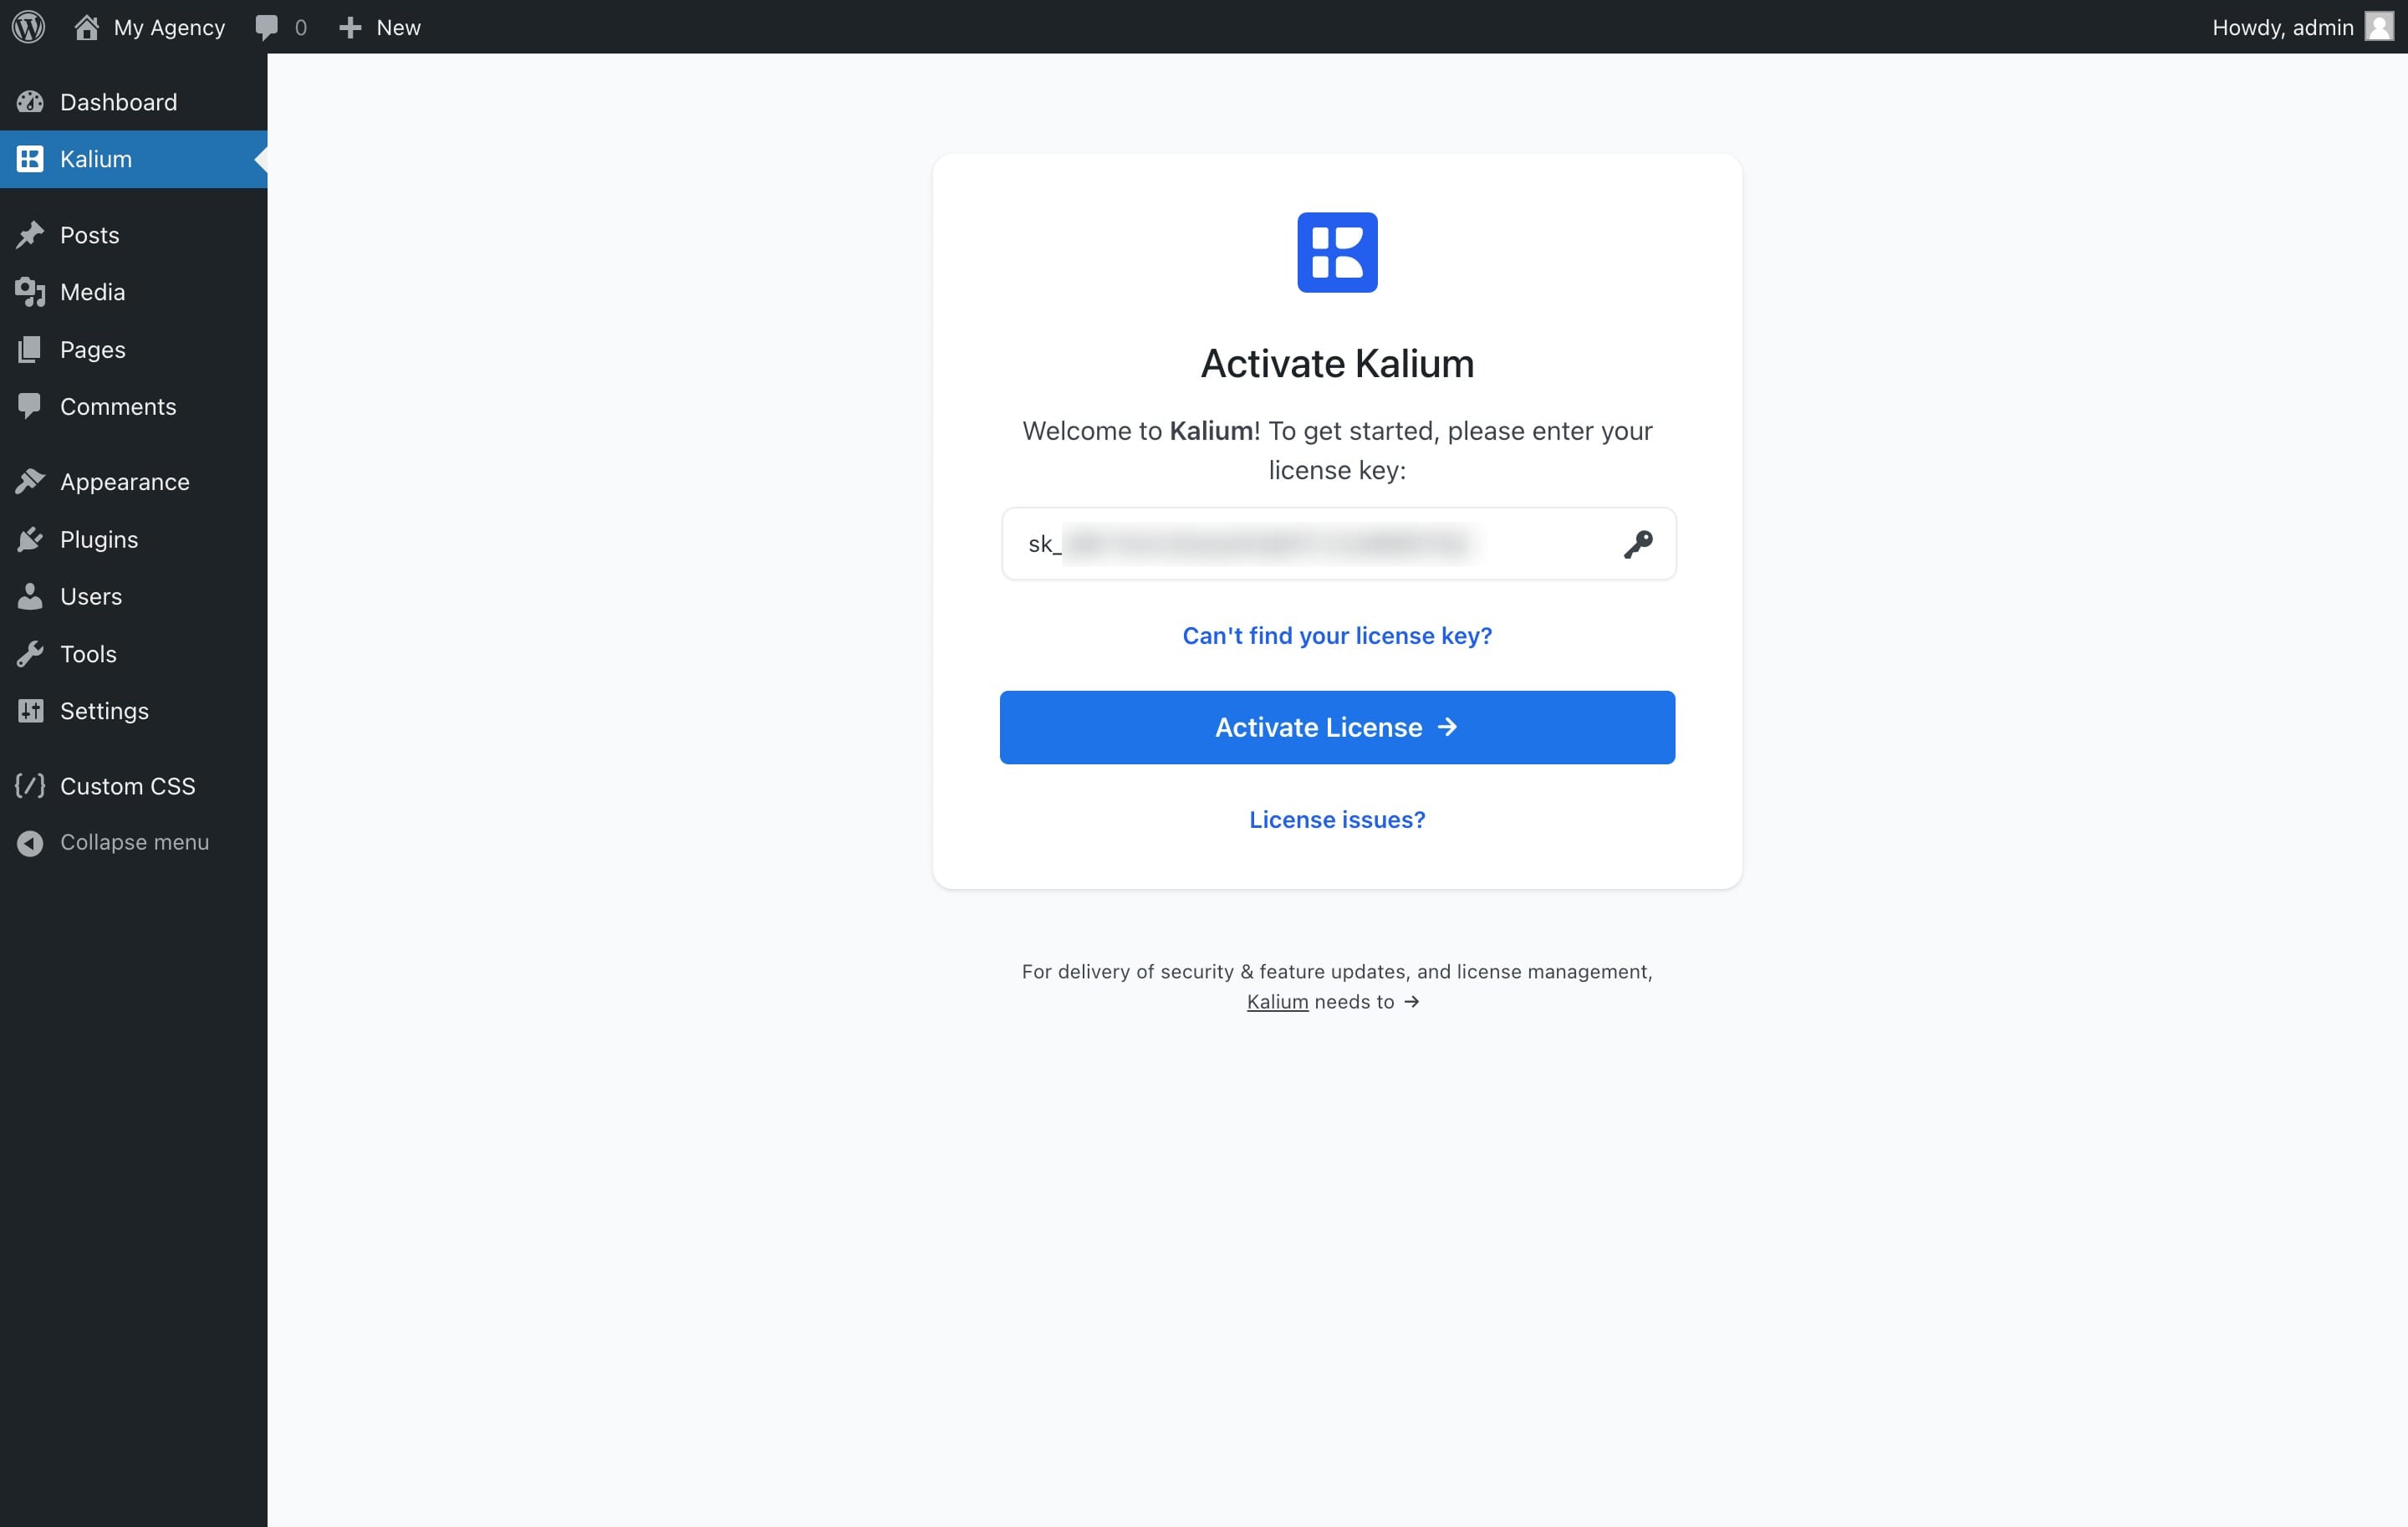 My Agency
0
New
Howdy, admin
Dashboard
Kalium
Posts
Media
Pages
Comments
Appearance
Plugins
Users
Tools
Settings
Custom CSS
Collapse menu
Activate Kalium
Welcome to Kalium! To get started, please enter your
license key:
sk_
Can't find your license key?
Activate License →
License issues?
For delivery of security & feature updates, and license management,
Kalium needs to →